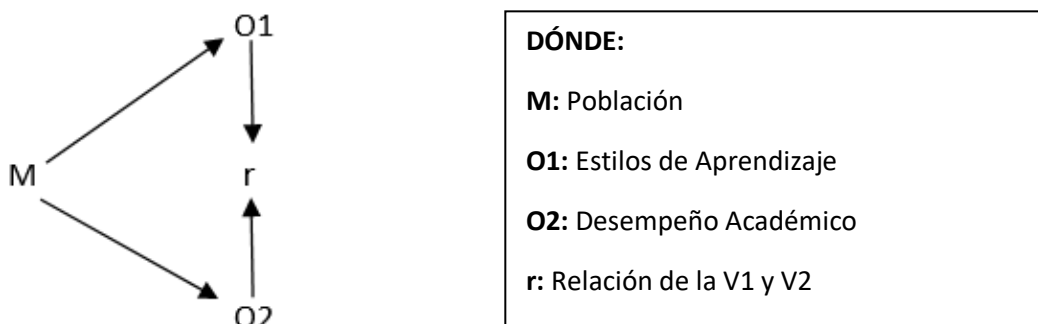 O1
M
r
O2
DÓNDE:
M: Población
O1: Estilos de Aprendizaje
O2: Desempeño Académico
r: Relación de la V1 y V2